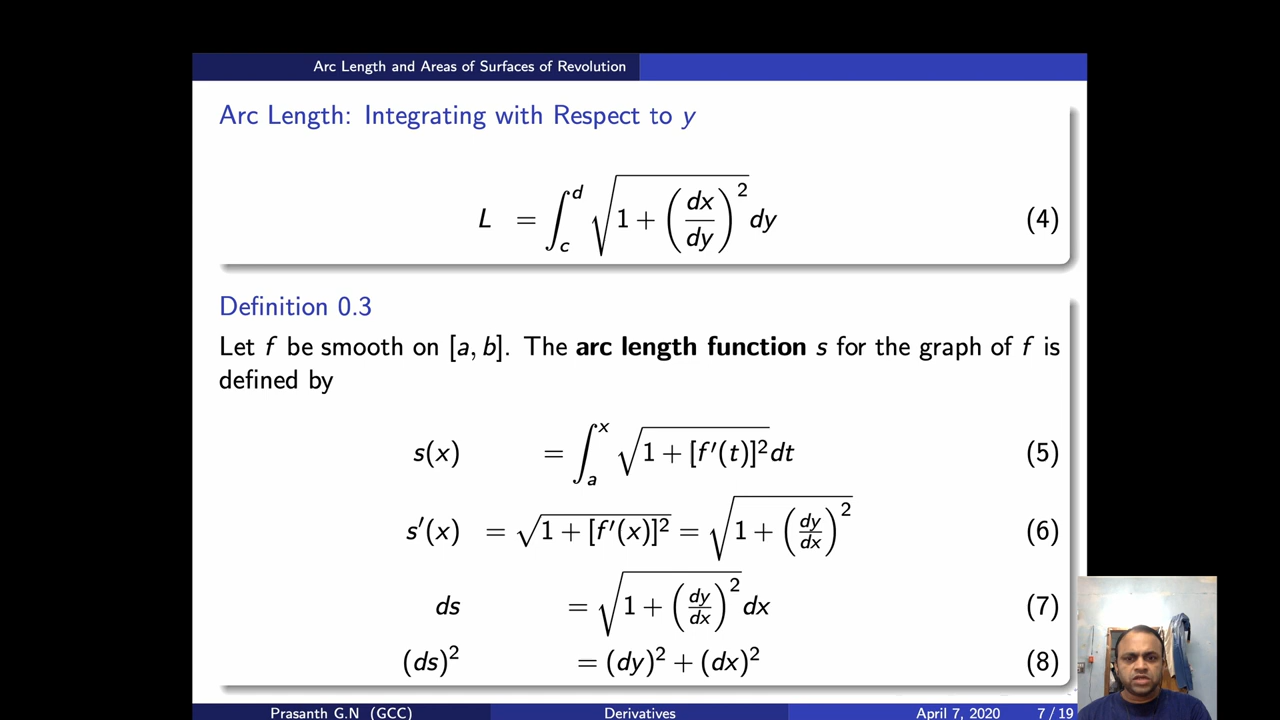 Arc Length and Areas of Surfaces of Revolution
Arc Length: Integrating with Respect to y
L = ∫_c^d √(1 + (dx/dy)^2) dy (4)
Definition 0.3
Let f be smooth on [a, b]. The arc length function s for the graph of f is
defined by
s(x) = ∫_a^x √(1 + [f′(t)]²) dt (5)
s′(x) = √(1 + [f′(x)]²) = √(1 + (dy/dx)^2) (6)
ds = √(1 + (dy/dx)^2) dx (7)
(ds)² = (dy)² + (dx)² (8)
Prasanth G.N (GCC) Derivatives April 7, 2020 7 / 19